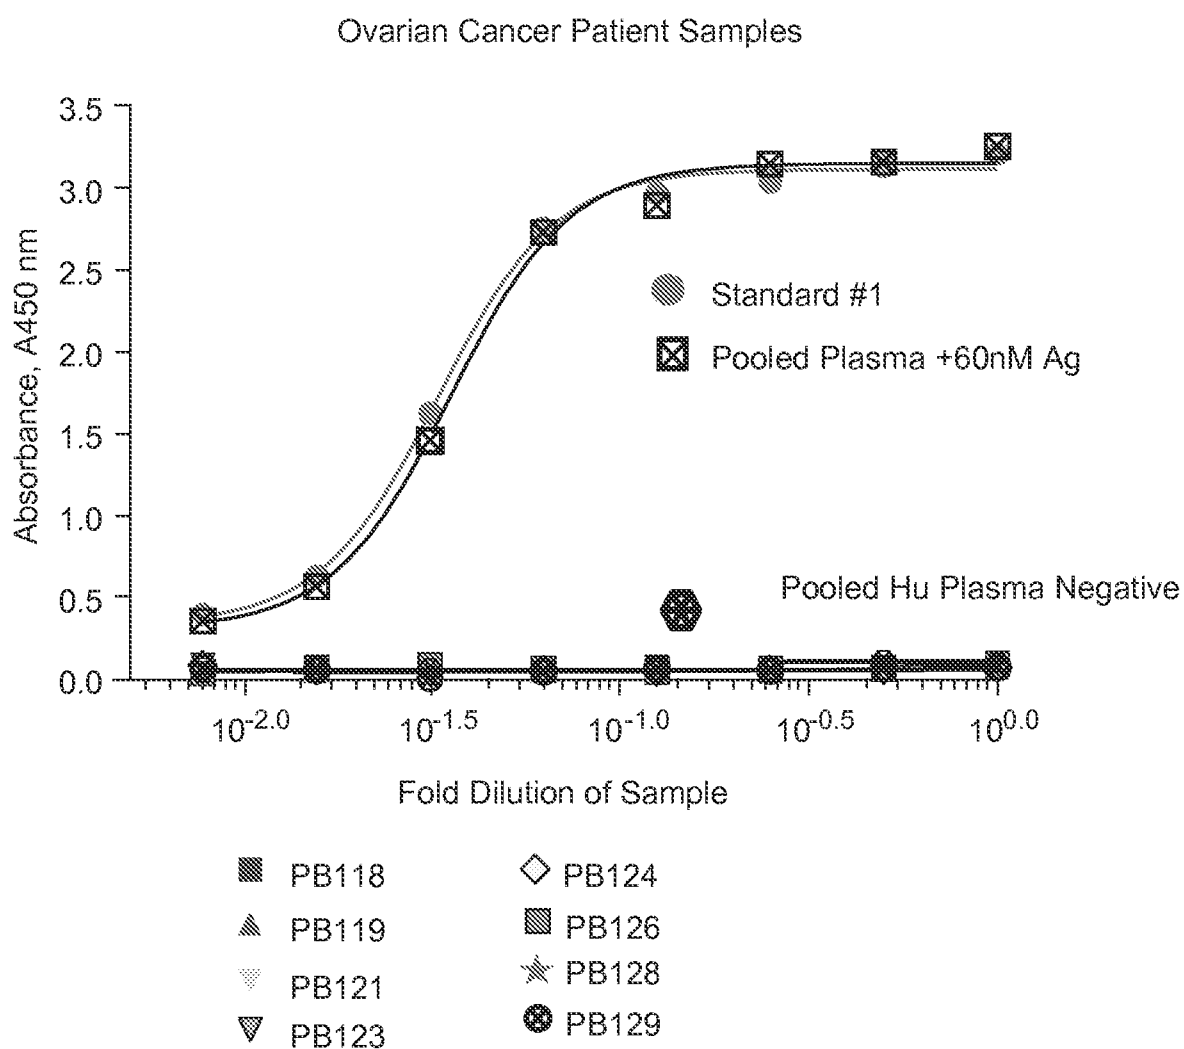 Ovarian Cancer Patient Samples
3.5
3.0
2.5
2.0
1.5
1.0
0.5
0.0
Absorbance, A450 nm
Standard #1
Pooled Plasma +60nM Ag
Pooled Hu Plasma Negative
10-2.0
10-1.5
10-1.0
10-0.5
100.0
Fold Dilution of Sample
PB118
PB119
PB121
PB123
PB124
PB126
PB128
PB129